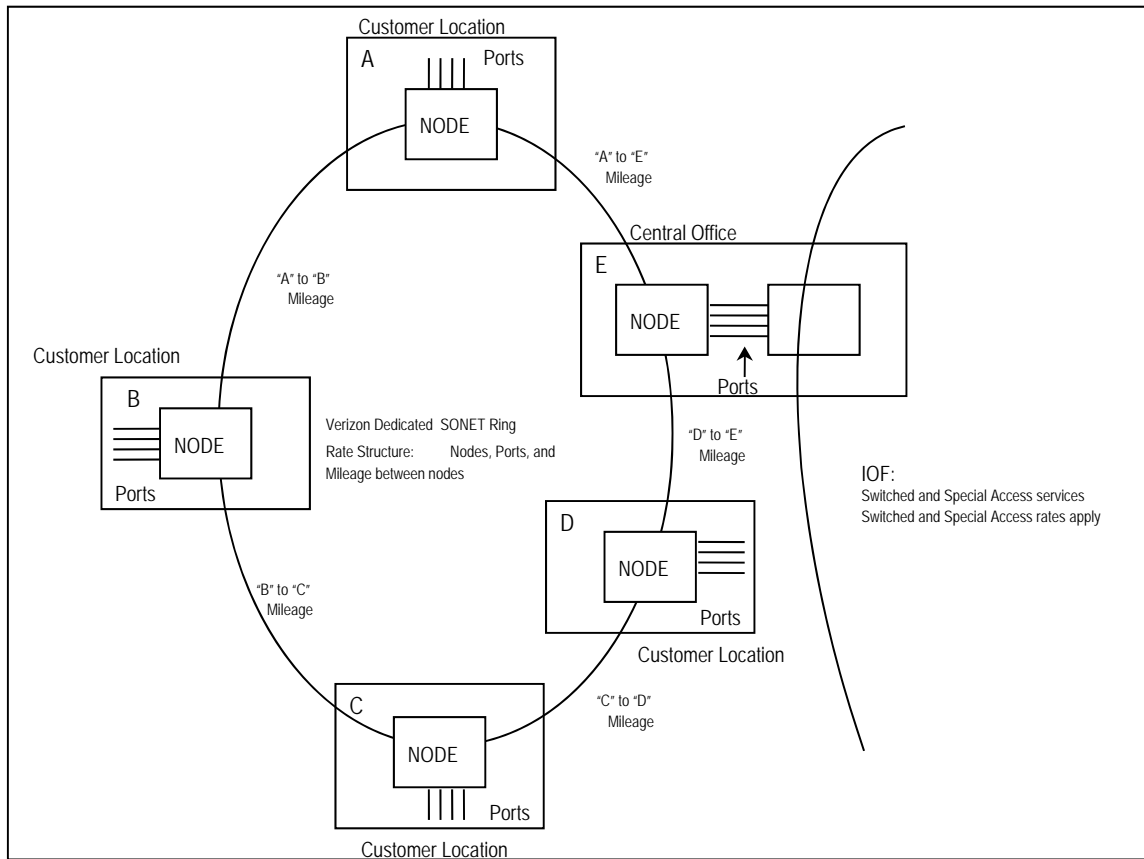 Customer Location
A
Ports
NODE
“A” to “E”
Mileage
Central Office
E
NODE
Ports
“A” to “B”
Mileage
Customer Location
B
NODE
Ports
Verizon Dedicated SONET Ring
Rate Structure: Nodes, Ports, and
Mileage between nodes
“D” to “E”
Mileage
IOF:
Switched and Special Access services
Switched and Special Access rates apply
D
NODE
Ports
Customer Location
“B” to “C”
Mileage
“C” to “D”
Mileage
C
NODE
Ports
Customer Location